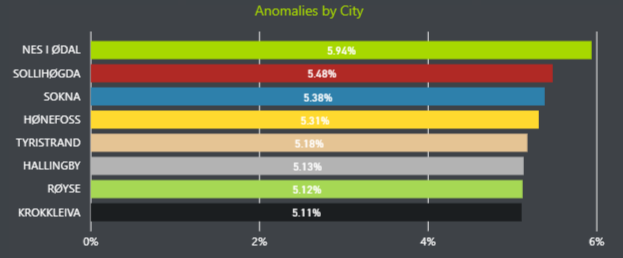 Anomalies by City
NES I ØDAL 5.94%
SOLLIHØGDA 5.48%
SOKNA 5.38%
HØNEFOSS 5.31%
TYRISTRAND 5.18%
HALLINGBY 5.13%
RØYSE 5.12%
KROKKLEIVA 5.11%
0% 2% 4% 6%